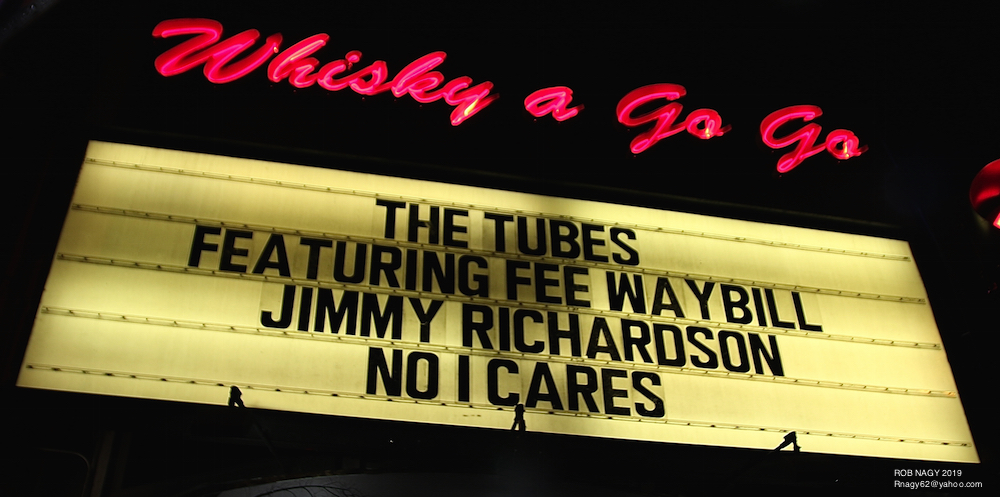 Whisky a Go Go
THE TUBES
FEATURING FEE WAYBILL
JIMMY RICHARDSON
NO I CARES
ROB NAGY 2019
Rnagy62@yahoo.com